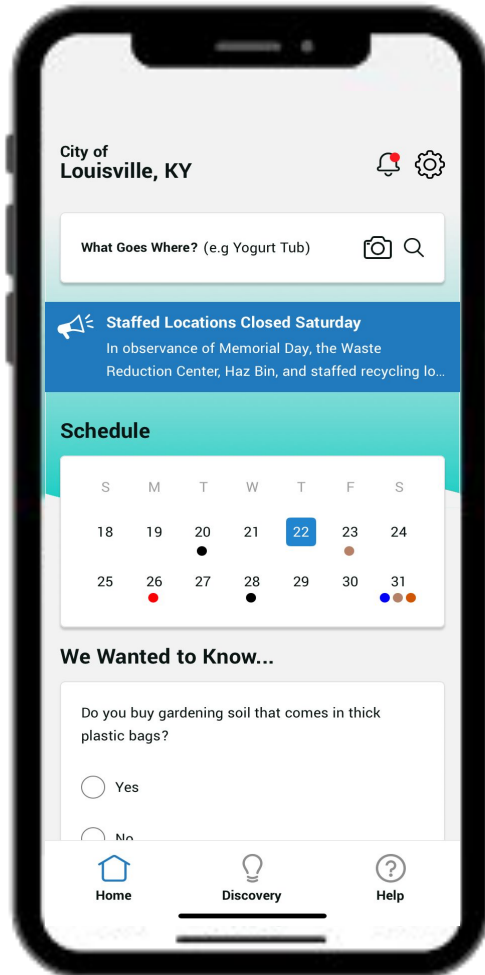 City of
Louisville, KY
What Goes Where? (e.g Yogurt Tub)
Staffed Locations Closed Saturday
In observance of Memorial Day, the Waste
Reduction Center, Haz Bin, and staffed recycling lo...
Schedule
S M T W T F S
18 19 20 21 22 23 24
25 26 27 28 29 30 31
We Wanted to Know...
Do you buy gardening soil that comes in thick
plastic bags?
Yes
No
Home Discovery Help